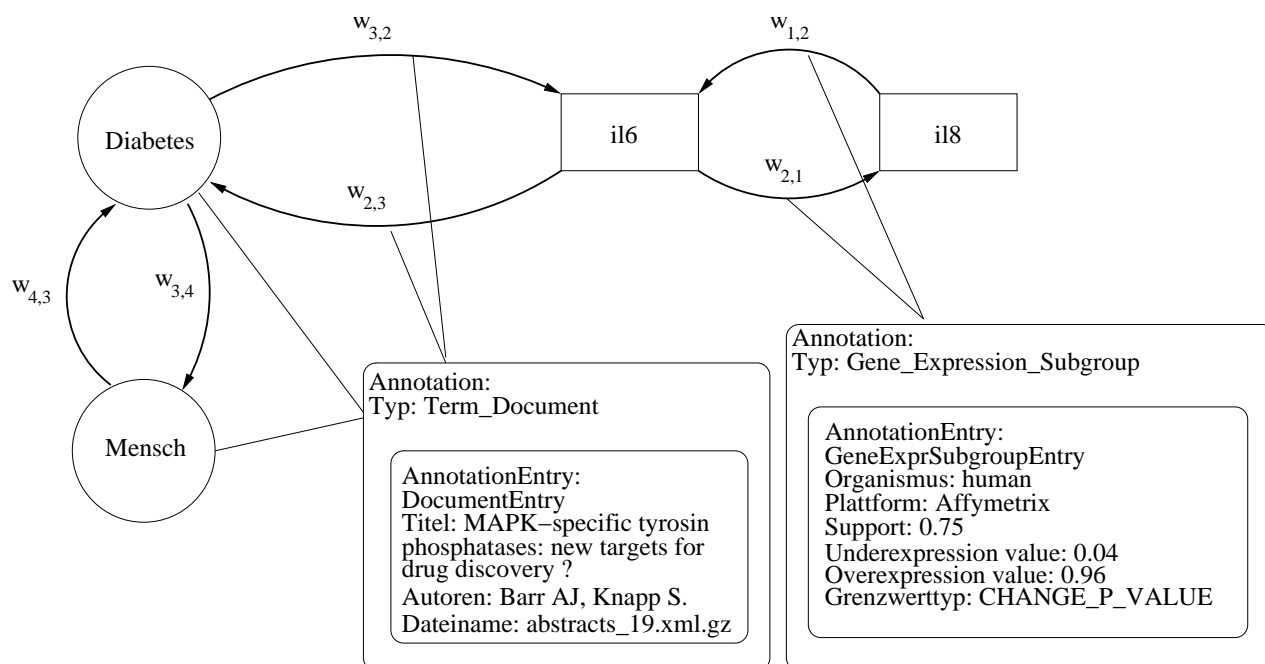 w3,2
w1,2
Diabetes
il6
il8
w2,3
w2,1
w4,3
w3,4
Mensch
Annotation:
Typ: Term_Document
AnnotationEntry:
DocumentEntry
Titel: MAPK−specific tyrosin
phosphatases: new targets for
drug discovery ?
Autoren: Barr AJ, Knapp S.
Dateiname: abstracts_19.xml.gz
Annotation:
Typ: Gene_Expression_Subgroup
AnnotationEntry:
GeneExprSubgroupEntry
Organismus: human
Plattform: Affymetrix
Support: 0.75
Underexpression value: 0.04
Overexpression value: 0.96
Grenzwerttyp: CHANGE_P_VALUE